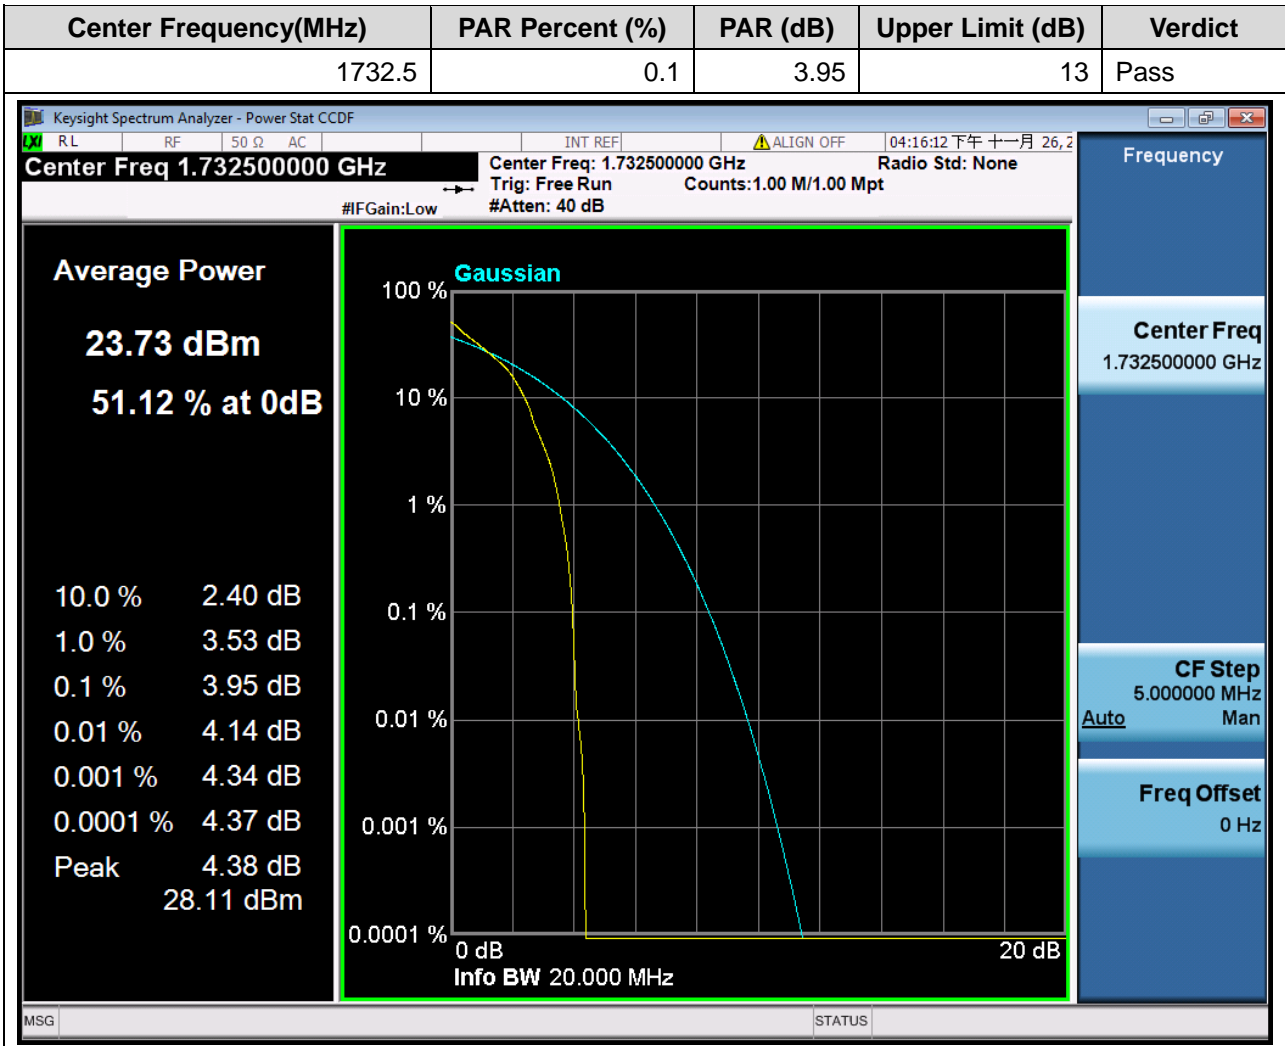 Center Frequency(MHz) PAR Percent (%) PAR (dB) Upper Limit (dB) Verdict
1732.5 0.1 3.95 13 Pass
Keysight Spectrum Analyzer - Power Stat CCDF
LXI RL RF 50 Ω AC INT REF ALIGN OFF 04:16:12 下午 十一月 26, 2
Center Freq 1.732500000 GHz
Center Freq: 1.732500000 GHz Radio Std: None
Trig: Free Run Counts:1.00 M/1.00 Mpt
#IFGain:Low #Atten: 40 dB
Frequency
Average Power
23.73 dBm
51.12 % at 0dB
10.0 % 2.40 dB
1.0 % 3.53 dB
0.1 % 3.95 dB
0.01 % 4.14 dB
0.001 % 4.34 dB
0.0001 % 4.37 dB
Peak 4.38 dB
28.11 dBm
Gaussian
100 %
10 %
1 %
0.1 %
0.01 %
0.001 %
0.0001 %
0 dB 20 dB
Info BW 20.000 MHz
Center Freq
1.732500000 GHz
CF Step
5.000000 MHz
Auto Man
Freq Offset
0 Hz
MSG STATUS